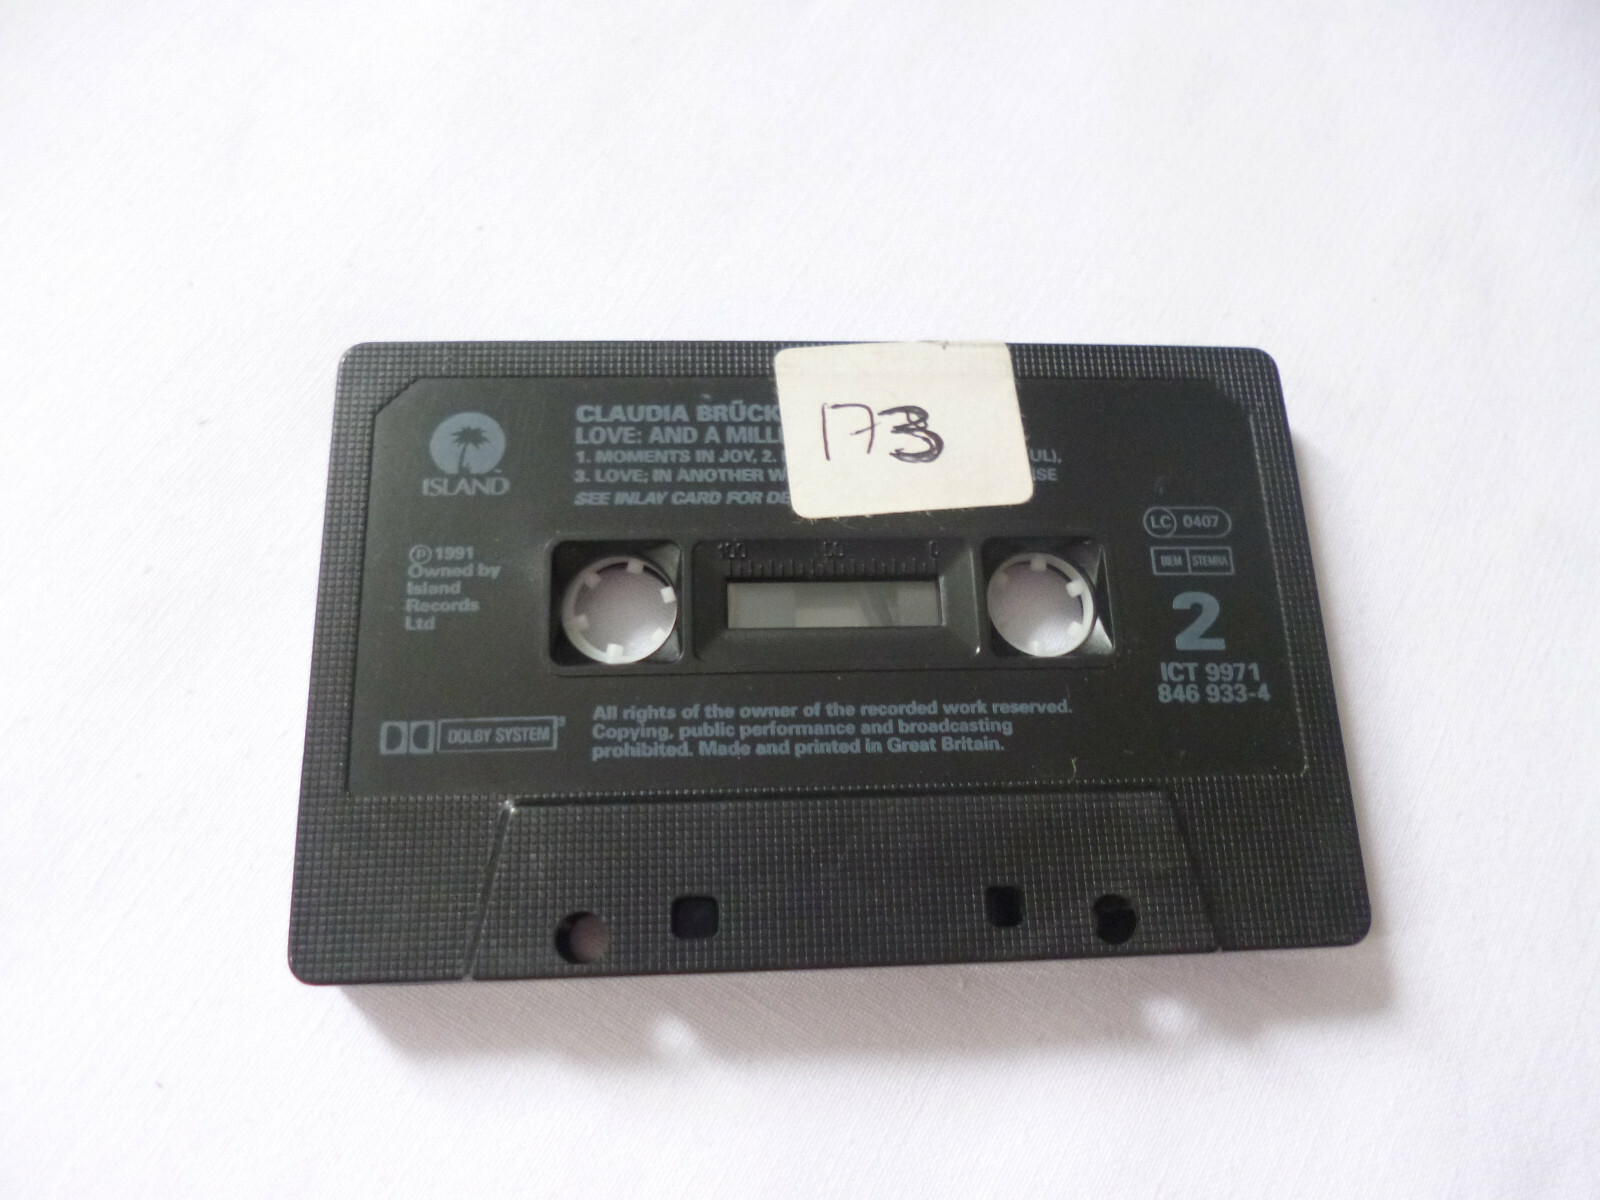 CLAUDIA BRÜCK
LOVE: AND A MILLI
1. MOMENTS IN JOY, 2. UL),
3. LOVE; IN ANOTHER W SE
SEE INLAY CARD FOR DE
173
ISLAND
℗ 1991
Owned by
Island
Records
Ltd
100 50 0
LC 0407
BIEM STEMRA
2
ICT 9971
846 933-4
DOLBY SYSTEM
All rights of the owner of the recorded work reserved.
Copying, public performance and broadcasting
prohibited. Made and printed in Great Britain.